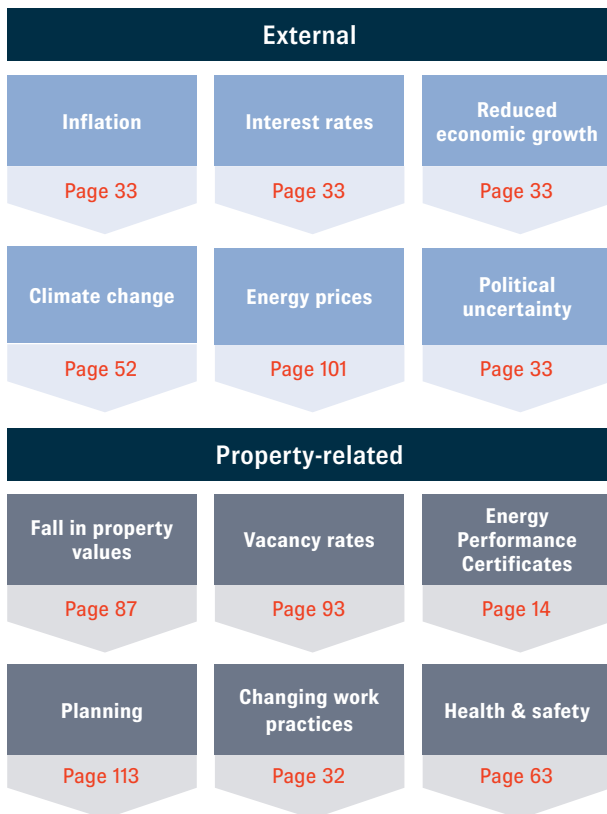 External
Inflation
Page 33
Interest rates
Page 33
Reduced
economic growth
Page 33
Climate change
Page 52
Energy prices
Page 101
Political
uncertainty
Page 33
Property-related
Fall in property
values
Page 87
Vacancy rates
Page 93
Energy
Performance
Certificates
Page 14
Planning
Page 113
Changing work
practices
Page 32
Health & safety
Page 63